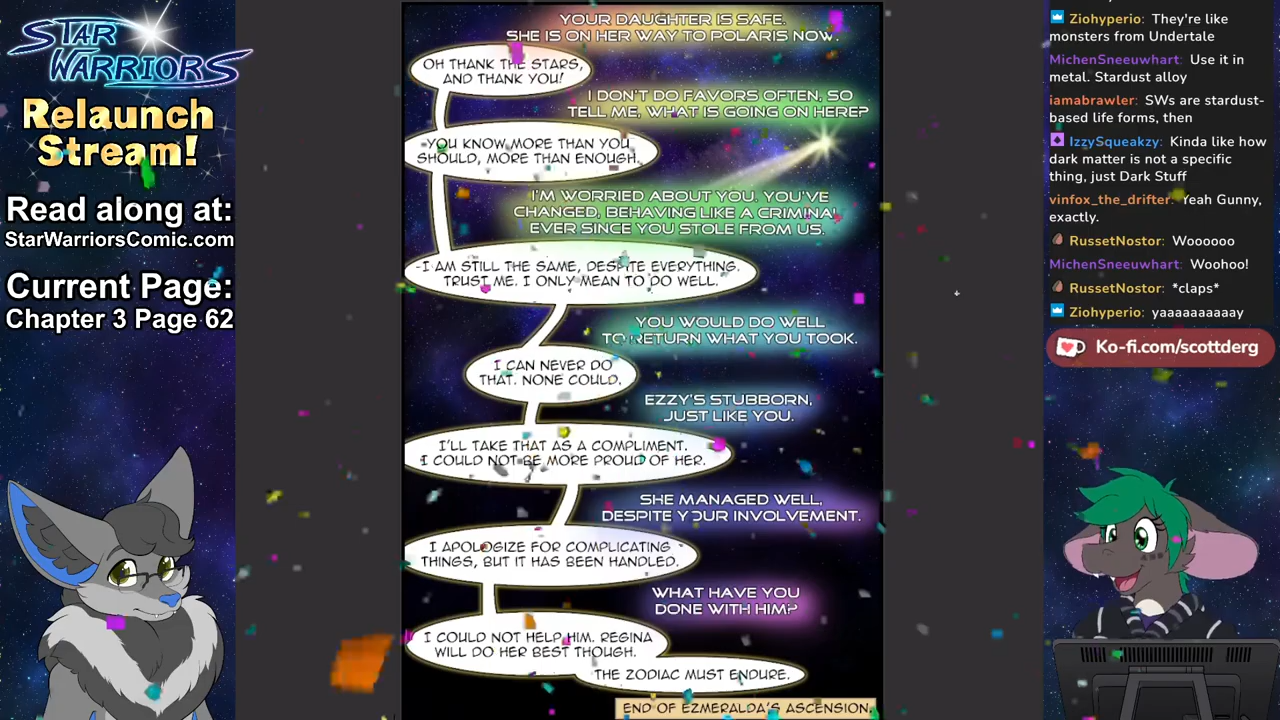 STAR
WARRIORS
Relaunch
Stream!
Read along at:
StarWarriorsComic.com
Current Page:
Chapter 3 Page 62
YOUR DAUGHTER IS SAFE.
SHE IS ON HER WAY TO POLARIS NOW.
OH THANK THE STARS,
AND THANK YOU!
I DON'T DO FAVORS OFTEN, SO
TELL ME, WHAT IS GOING ON HERE?
-YOU KNOW MORE THAN YOU
SHOULD, MORE THAN ENOUGH.
I'M WORRIED ABOUT YOU. YOU'VE
CHANGED, BEHAVING LIKE A CRIMINAL
EVER SINCE YOU STOLE FROM US.
-I AM STILL THE SAME, DESPITE EVERYTHING.
TRUST ME. I ONLY MEAN TO DO WELL.
YOU WOULD DO WELL
TO RETURN WHAT YOU TOOK.
I CAN NEVER DO
THAT. NONE COULD.
EZZY'S STUBBORN,
JUST LIKE YOU.
I'LL TAKE THAT AS A COMPLIMENT.
I COULD NOT BE MORE PROUD OF HER.
SHE MANAGED WELL,
DESPITE YOUR INVOLVEMENT.
I APOLOGIZE FOR COMPLICATING
THINGS, BUT IT HAS BEEN HANDLED.
WHAT HAVE YOU
DONE WITH HIM?
I COULD NOT HELP HIM. REGINA
WILL DO HER BEST THOUGH.
THE ZODIAC MUST ENDURE.
END OF EZMERALDA'S ASCENSION.
Ziohyperio: They're like
monsters from Undertale
MichenSneeuwhart: Use it in
metal. Stardust alloy
iamabrawler: SWs are stardust-
based life forms, then
IzzySqueakzy: Kinda like how
dark matter is not a specific
thing, just Dark Stuff
vinfox_the_drifter: Yeah Gunny,
exactly.
RussetNostor: Woooooo
MichenSneeuwhart: Woohoo!
RussetNostor: *claps*
Ziohyperio: yaaaaaaaaaay
Ko-fi.com/scottderg